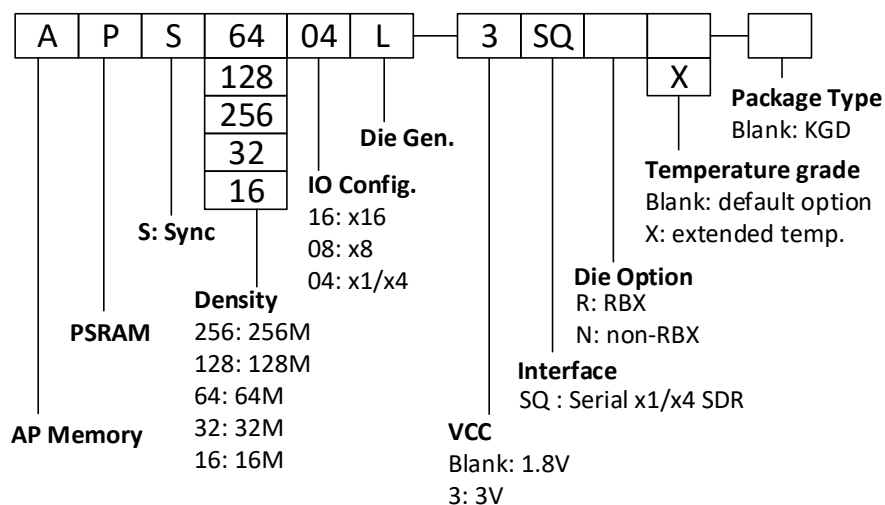 A P S 64 04 L 3 SQ
128
256
32
16
X
Package Type
Blank: KGD
Die Gen.
Temperature grade
Blank: default option
X: extended temp.
IO Config.
16: x16
08: x8
04: x1/x4
S: Sync
Die Option
R: RBX
N: non-RBX
Density
256: 256M
128: 128M
64: 64M
32: 32M
16: 16M
PSRAM
Interface
SQ : Serial x1/x4 SDR
AP Memory
VCC
Blank: 1.8V
3: 3V